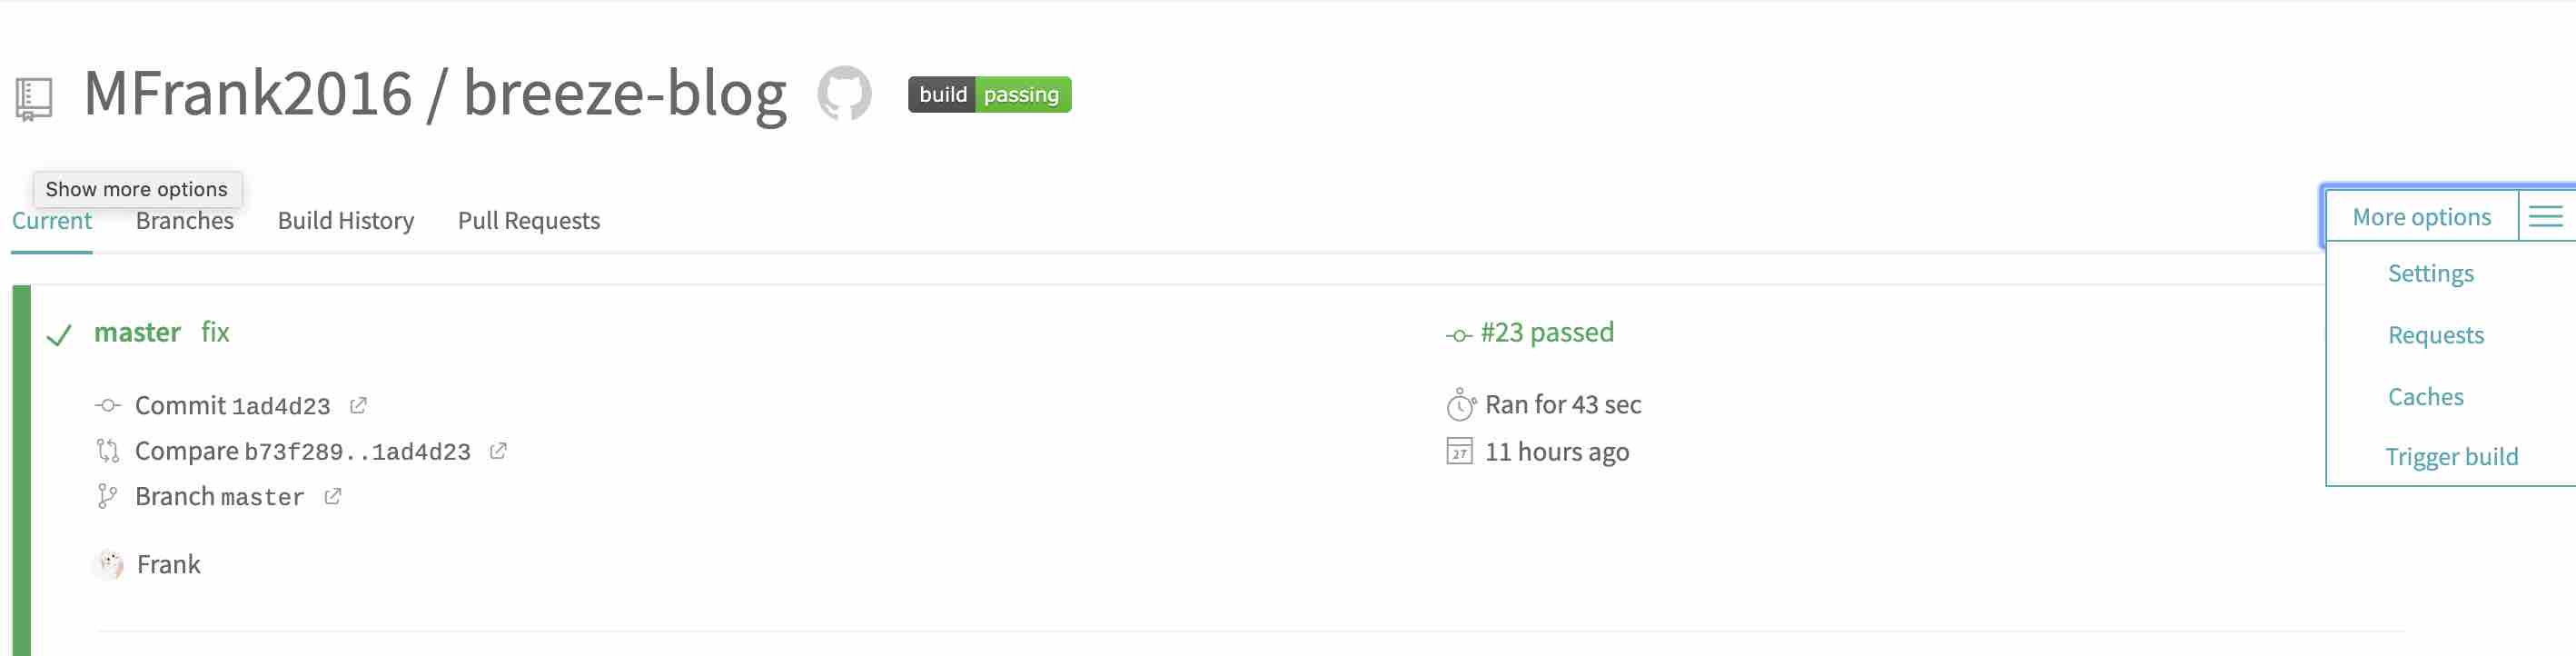 MFrank2016 / breeze-blog build passing
Show more options
Current Branches Build History Pull Requests
More options
Settings
Requests
Caches
Trigger build
master fix
Commit 1ad4d23
Compare b73f289..1ad4d23
Branch master
Frank
#23 passed
Ran for 43 sec
27 11 hours ago